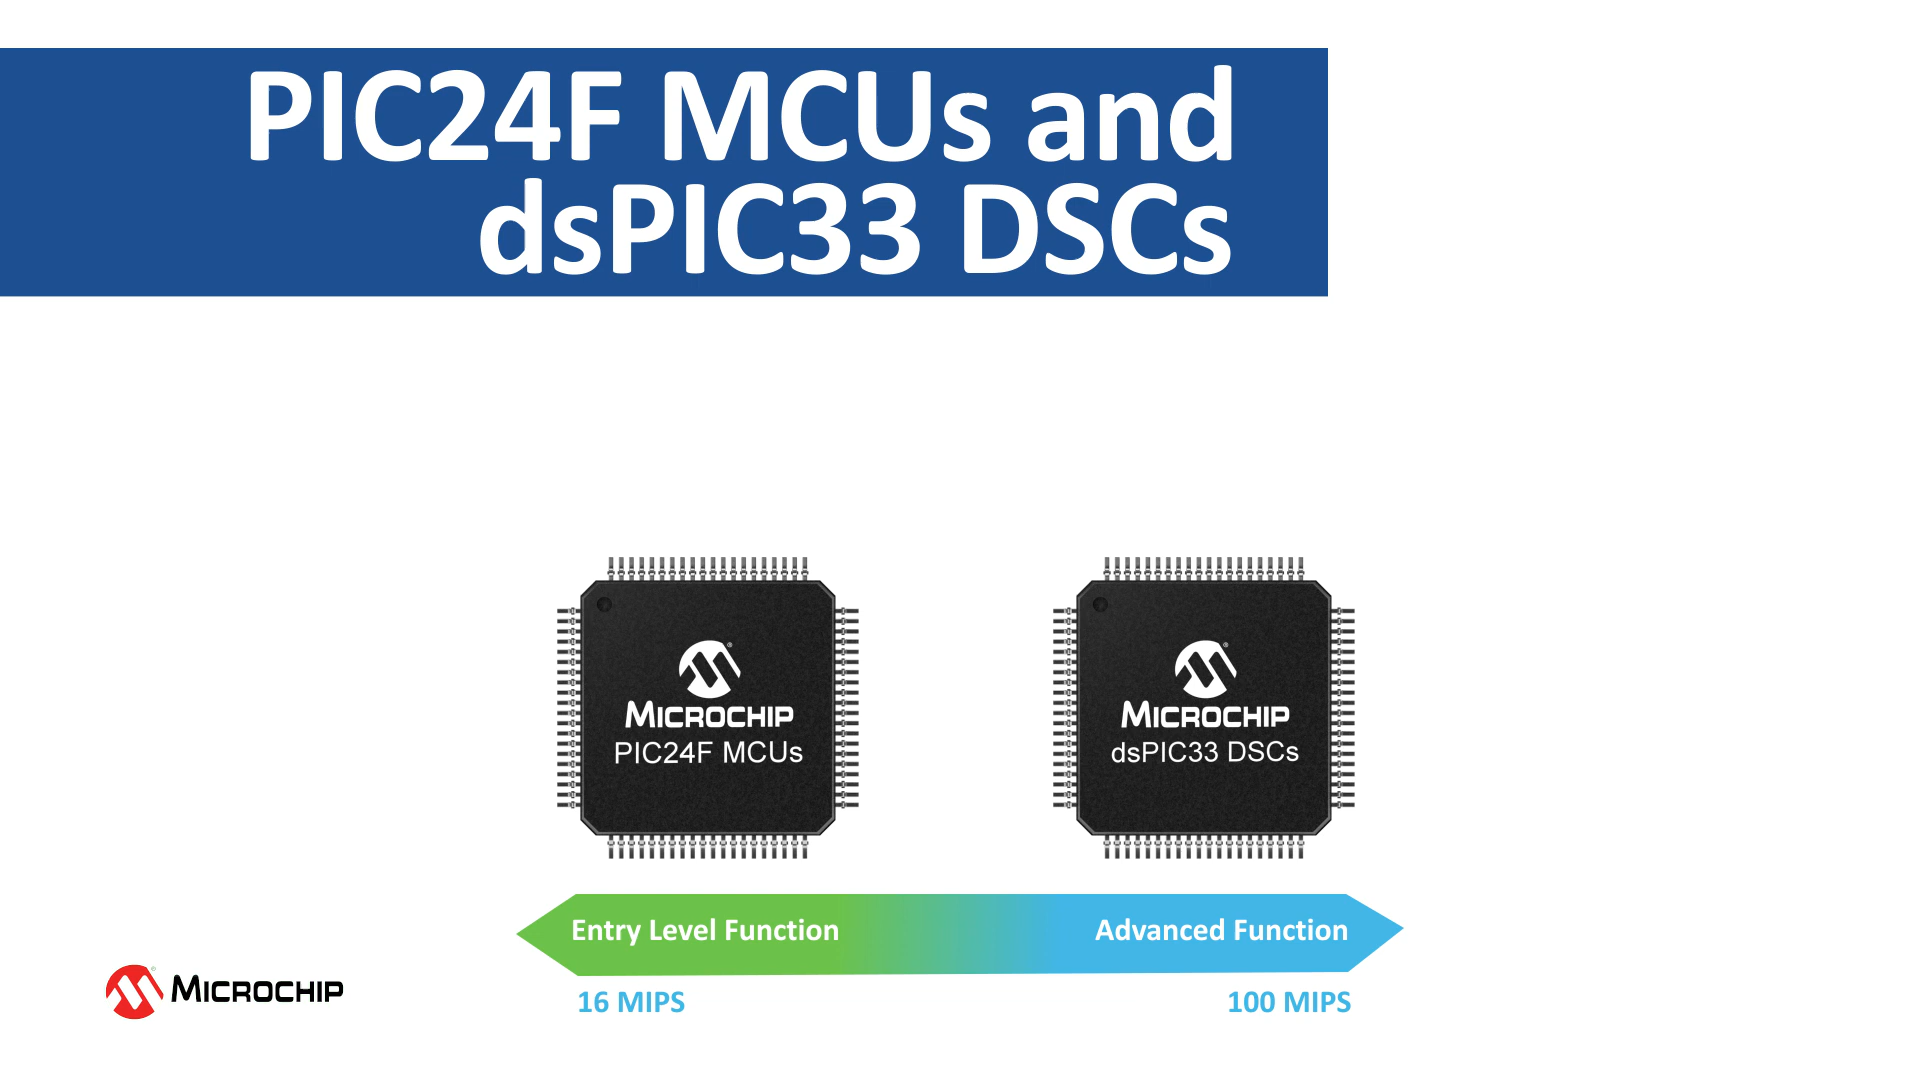 PIC24F MCUs and
dsPIC33 DSCs
MICROCHIP
PIC24F MCUs
MICROCHIP
dsPIC33 DSCs
Entry Level Function
Advanced Function
16 MIPS
100 MIPS
MICROCHIP